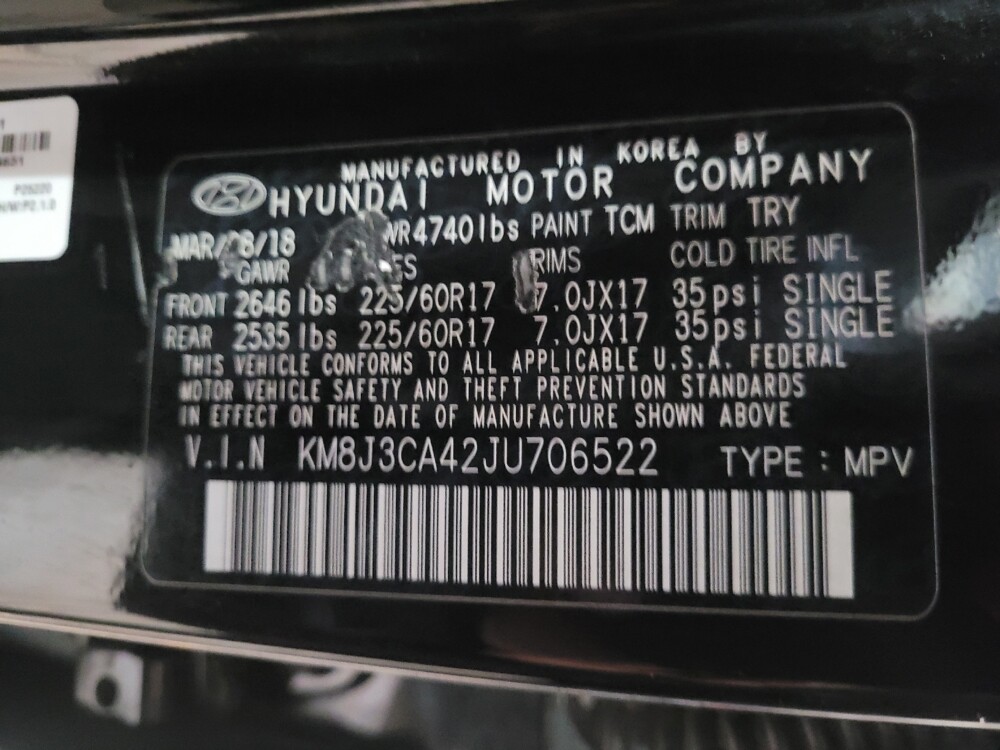 MANUFACTURED IN KOREA BY
HYUNDAI MOTOR COMPANY
4740lbs PAINT TCM TRIM TRY
GAWR COLD TIRE INFL
FRONT 2646lbs 225/60R17 7.0JX17 35psi SINGLE
REAR 2535lbs 225/60R17 7.0JX17 35psi SINGLE
THIS VEHICLE CONFORMS TO ALL APPLICABLE U.S.A. FEDERAL
MOTOR VEHICLE SAFETY AND THEFT PREVENTION STANDARDS
IN EFFECT ON THE DATE OF MANUFACTURE SHOWN ABOVE
V.I.N KM8J3CA42JU706522 TYPE : MPV